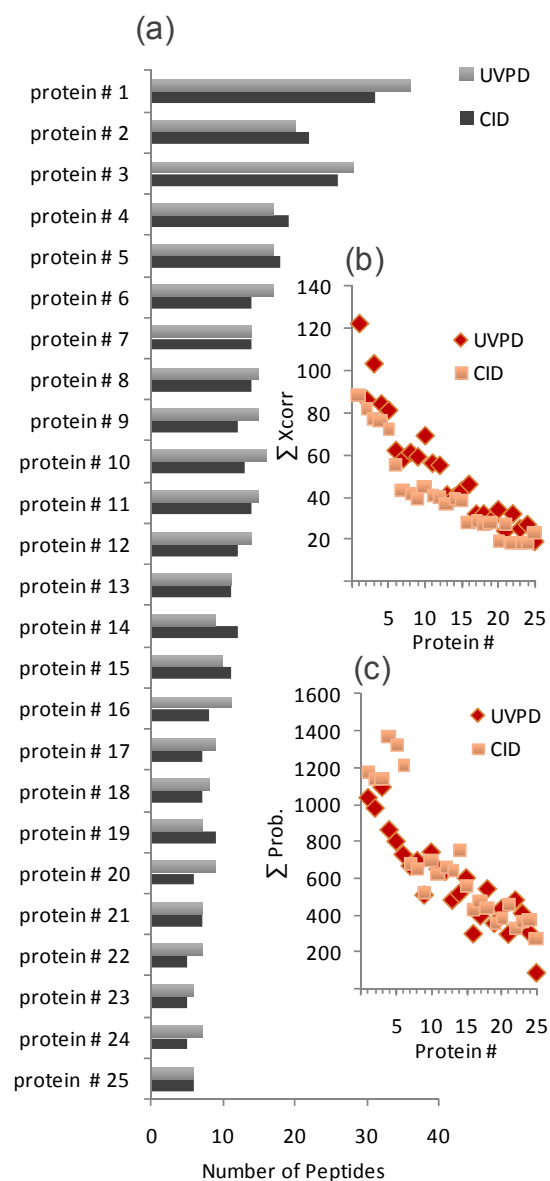 (a)
UVPD
CID
protein # 1
protein # 2
protein # 3
protein # 4
protein # 5
protein # 6
protein # 7
protein # 8
protein # 9
protein # 10
protein # 11
protein # 12
protein # 13
protein # 14
protein # 15
protein # 16
protein # 17
protein # 18
protein # 19
protein # 20
protein # 21
protein # 22
protein # 23
protein # 24
protein # 25
0 10 20 30 40
Number of Peptides
(b)
140
120
100
80
60
40
20
∑ Xcorr
UVPD
CID
5 10 15 20 25
Protein #
(c)
1600
1400
1200
1000
800
600
400
200
∑ Prob.
UVPD
CID
5 10 15 20 25
Protein #